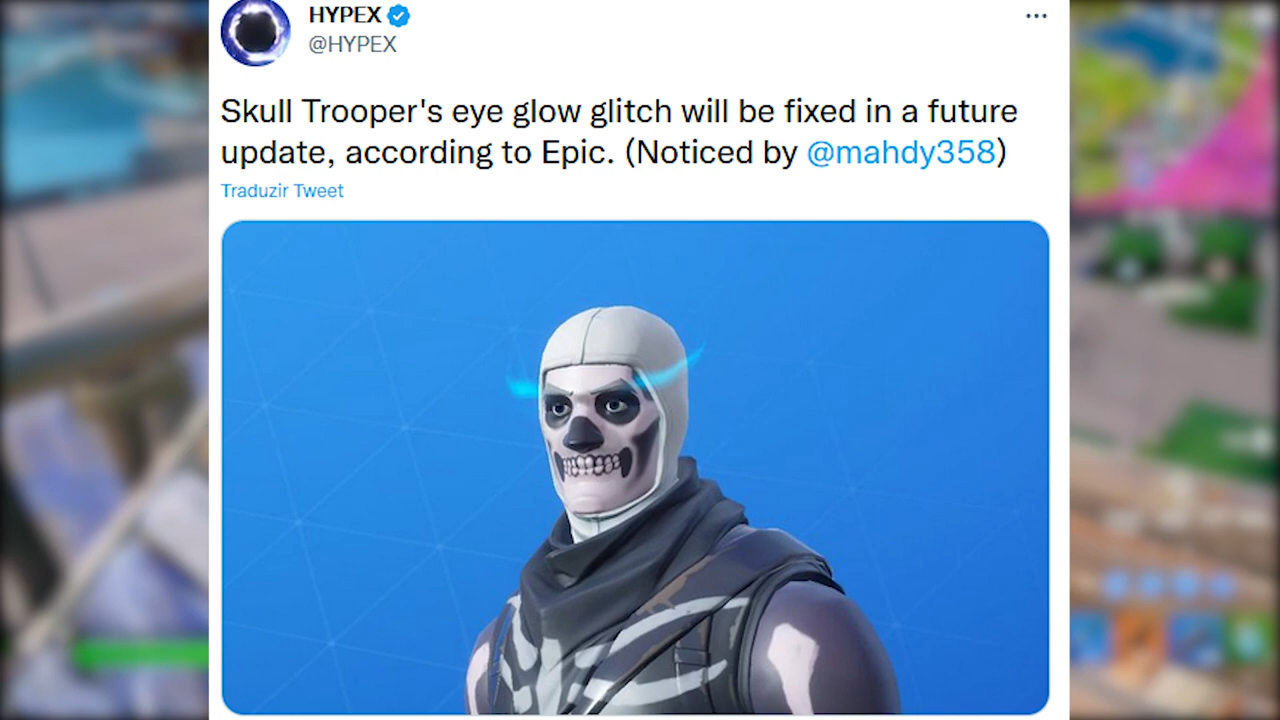 HYPEX
@HYPEX
Skull Trooper's eye glow glitch will be fixed in a future
update, according to Epic. (Noticed by @mahdy358)
Traduzir Tweet